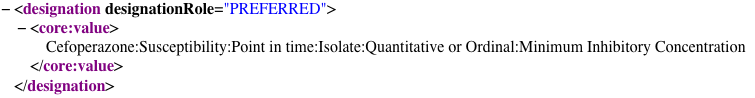 − <designation designationRole="PREFERRED">
− <core:value>
Cefoperazone:Susceptibility:Point in time:Isolate:Quantitative or Ordinal:Minimum Inhibitory Concentration
</core:value>
</designation>